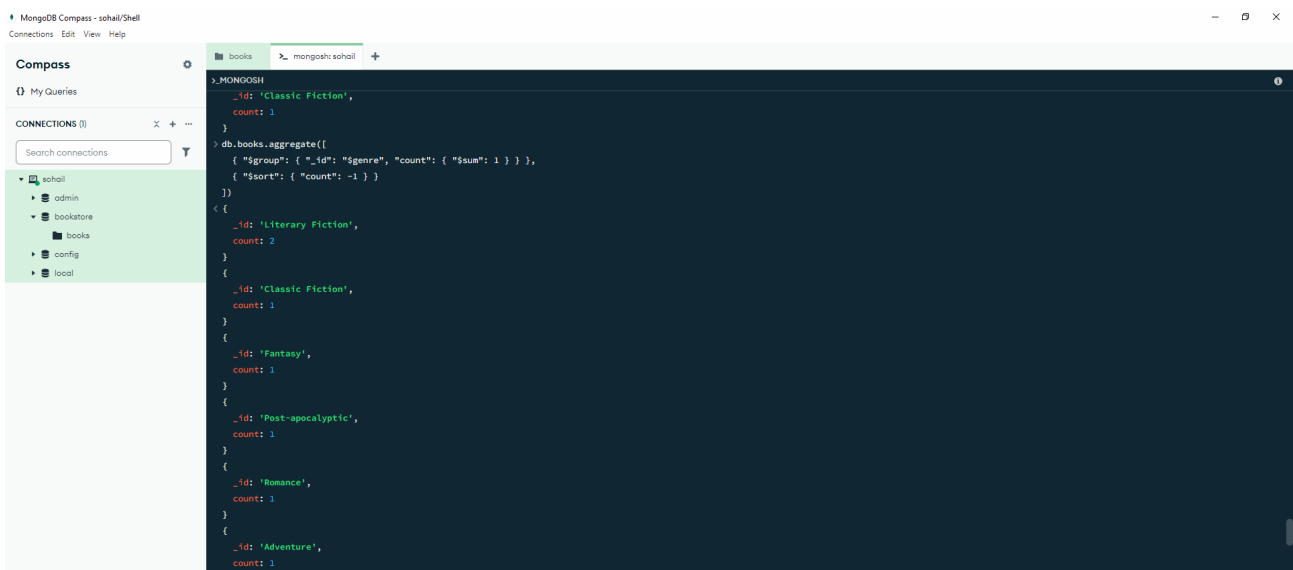 MongoDB Compass - sohail/Shell
Connections Edit View Help
Compass
{} My Queries
CONNECTIONS (1)
Search connections
sohail
admin
bookstore
books
config
local
books
>_ mongosh: sohail
>_MONGOSH
_id: 'Classic Fiction',
count: 1
}
> db.books.aggregate([
{ "$group": { "_id": "$genre", "count": { "$sum": 1 } } },
{ "$sort": { "count": -1 } }
])
< {
_id: 'Literary Fiction',
count: 2
}
{
_id: 'Classic Fiction',
count: 1
}
{
_id: 'Fantasy',
count: 1
}
{
_id: 'Post-apocalyptic',
count: 1
}
{
_id: 'Romance',
count: 1
}
{
_id: 'Adventure',
count: 1